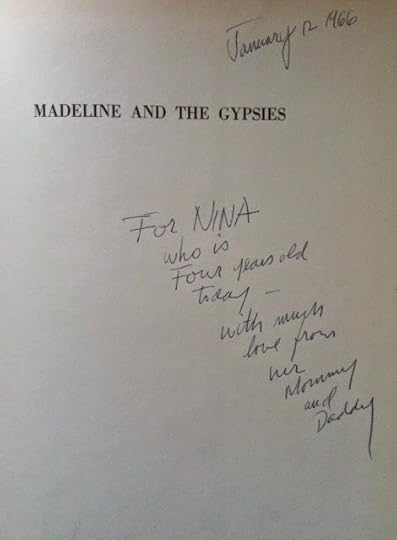 January 12 1966
MADELINE AND THE GYPSIES
For NINA
who is
Four years old
today —
with much
love from
her
Mommy
and
Daddy